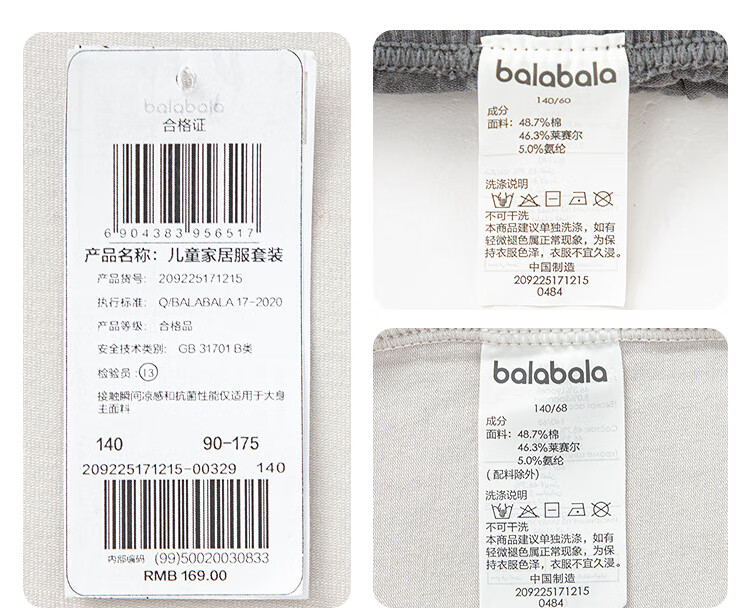 balabala
合格证
6 904383 956517
产品名称: 儿童家居服套装
产品货号: 209225171215
执行标准: Q/BALABALA 17-2020
产品等级: 合格品
安全技术类别: GB 31701 B类
检验员: 13
接触瞬间凉感和抗菌性能仅适用于大身
主面料
140 90-175
209225171215-00329 140
内部编码 (99)50020030833
RMB 169.00
balabala
140/60
成分
面料: 48.7%棉
46.3%莱赛尔
5.0%氨纶
洗涤说明
不可干洗
本商品建议单独洗涤，如有
轻微褪色属正常现象，为保
持衣服色泽，衣服不宜久浸。
中国制造
209225171215
0484
balabala
140/68
成分
面料: 48.7%棉
46.3%莱赛尔
5.0%氨纶
(配料除外)
洗涤说明
不可干洗
本商品建议单独洗涤，如有
轻微褪色属正常现象，为保
持衣服色泽，衣服不宜久浸。
中国制造
209225171215
0484